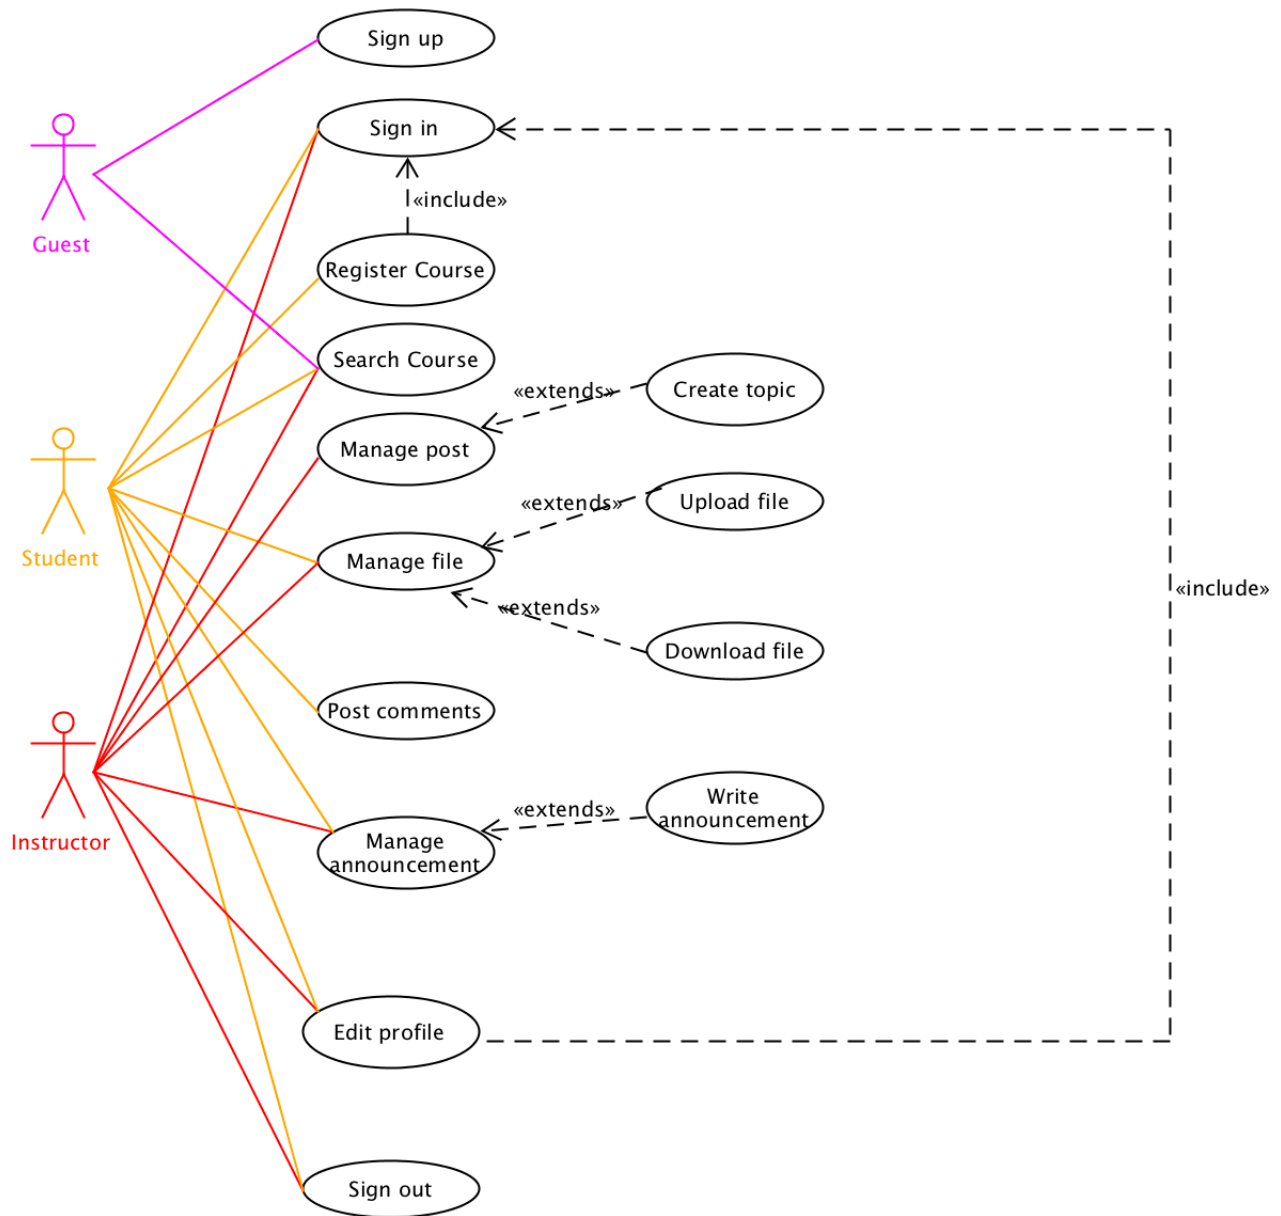 Sign up
Sign in
«include»
Guest
Register Course
Search Course
«extends»
Create topic
Manage post
«extends»
Upload file
Student
Manage file
«include»
«extends»
Download file
Post comments
Write
announcement
«extends»
Instructor
Manage
announcement
Edit profile
Sign out